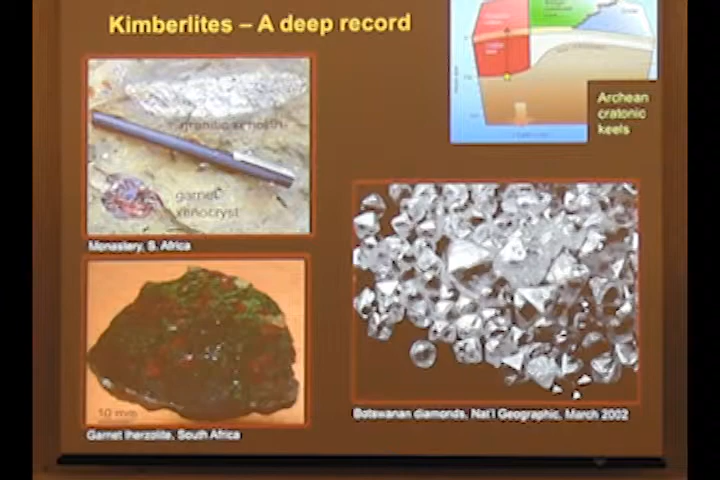 Kimberlites – A deep record
Archean
cratonic
keels
granitic xenolith
garnet
xenocryst
Monastery, S. Africa
10 mm
Garnet lherzolite, South Africa
Botswanan diamonds, Nat'l Geographic, March 2002